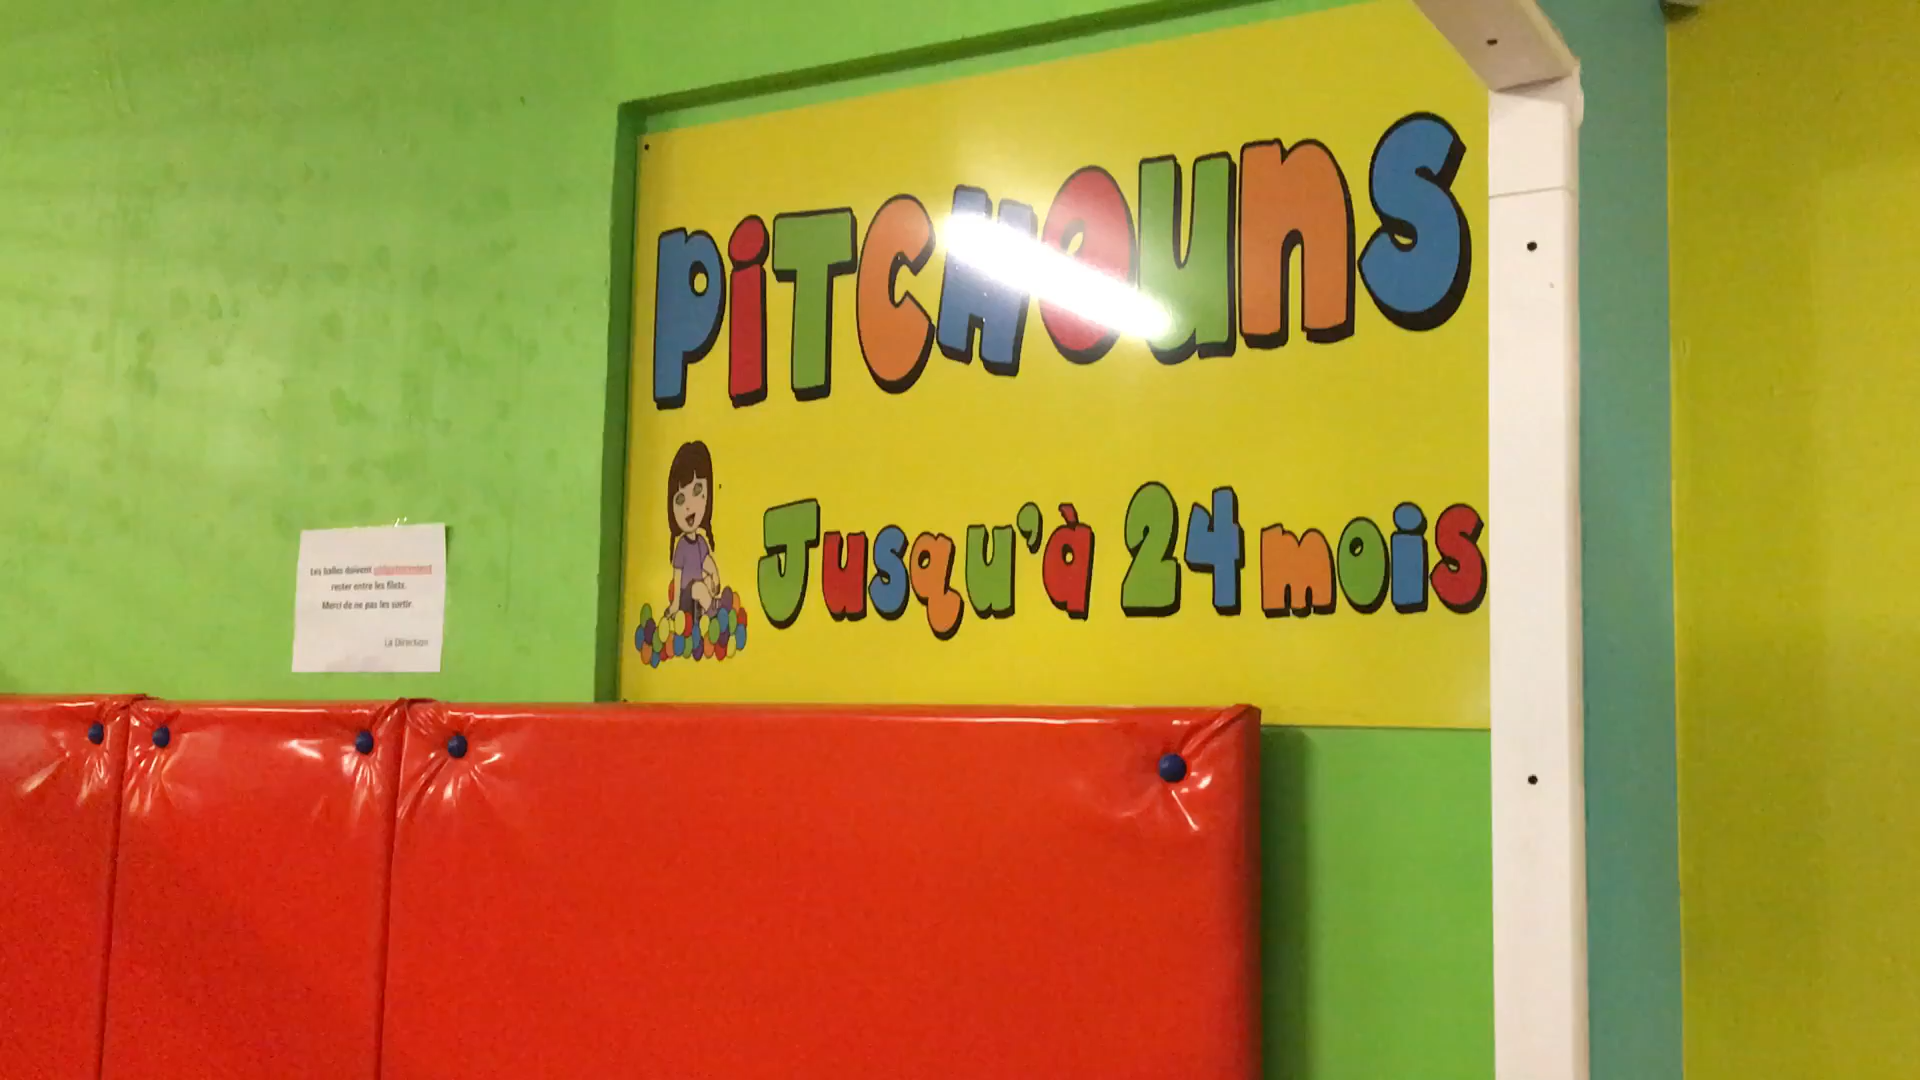 Les balles doivent obligatoirement
rester entre les filets.
Merci de ne pas les sortir.
La Direction
PiTCHOUnS
Jusqu'à 24 mois